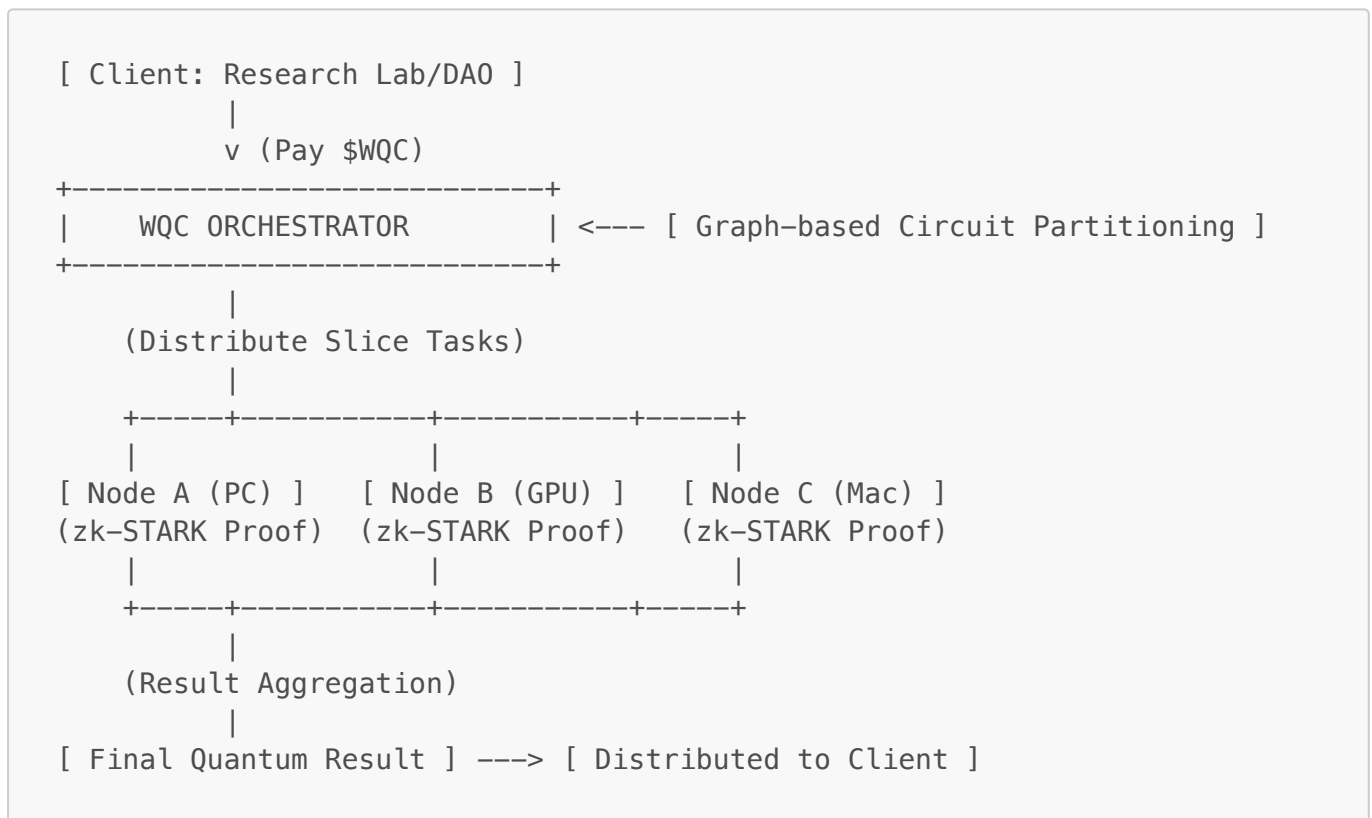 [ Client: Research Lab/DAO ]
|
v (Pay $WQC)
+----------------------------+
| WQC ORCHESTRATOR | <--- [ Graph-based Circuit Partitioning ]
+----------------------------+
|
(Distribute Slice Tasks)
|
+-----+-----------+-----------+-----+
| | |
[ Node A (PC) ] [ Node B (GPU) ] [ Node C (Mac) ]
(zk-STARK Proof) (zk-STARK Proof) (zk-STARK Proof)
| | |
+-----+-----------+-----------+-----+
|
(Result Aggregation)
|
[ Final Quantum Result ] ---> [ Distributed to Client ]